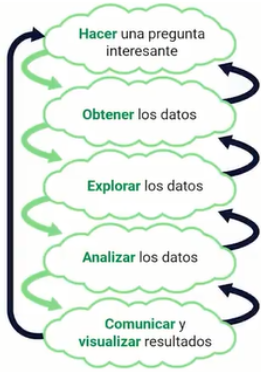 Hacer una pregunta
interesante
Obtener los datos
Explorar los datos
Analizar los datos
Comunicar y
visualizar resultados